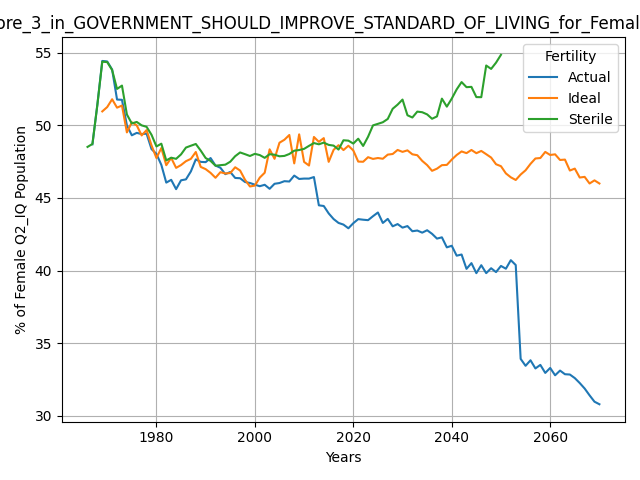 ore_3_in_GOVERNMENT_SHOULD_IMPROVE_STANDARD_OF_LIVING_for_Femal
% of Female Q2_IQ Population
55
50
45
40
35
30
Fertility
Actual
Ideal
Sterile
1980
2000
2020
2040
2060
Years